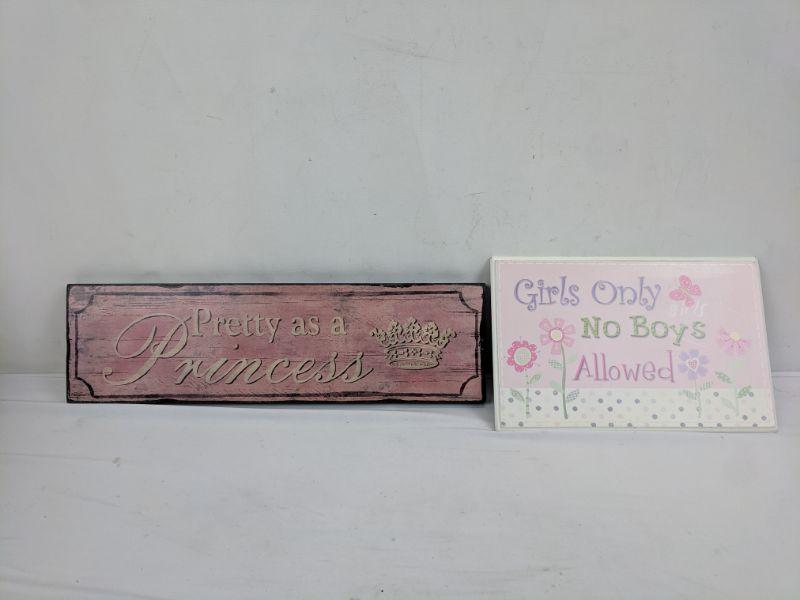 Pretty as a
Princess
Girls Only
No Boys
Allowed